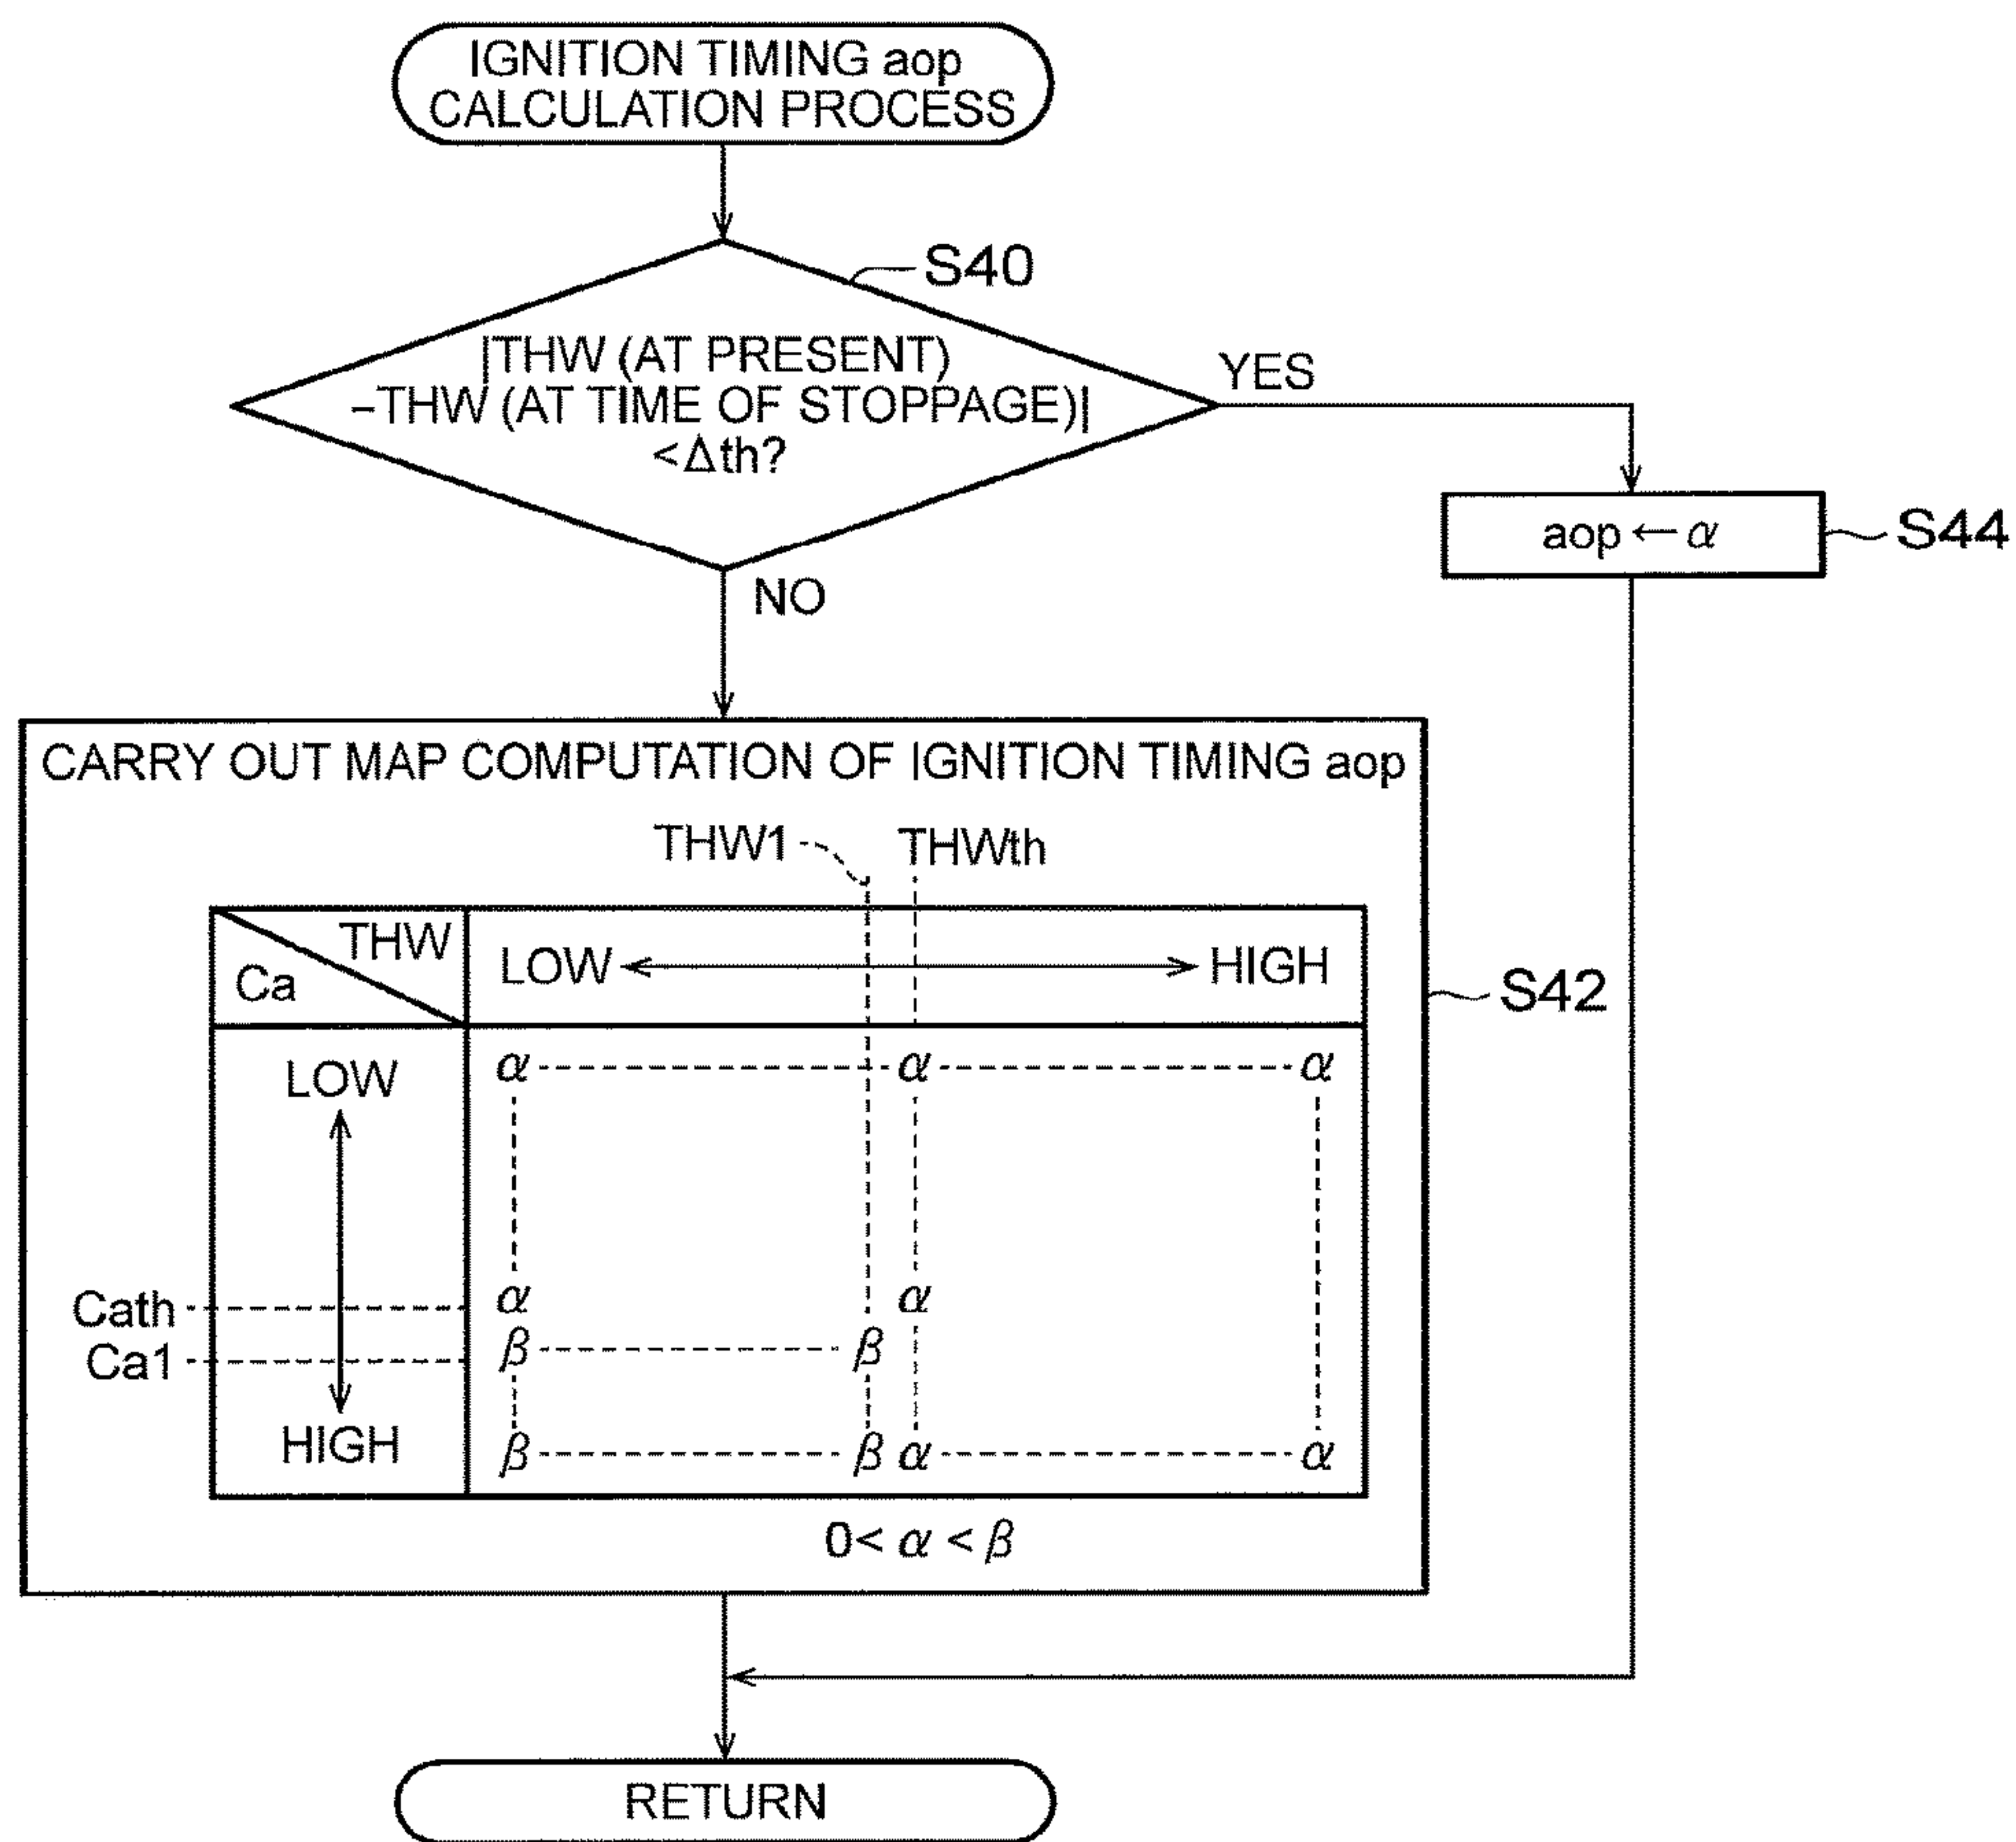 IGNITION TIMING aop
CALCULATION PROCESS
S40
|THW (AT PRESENT)
–THW (AT TIME OF STOPPAGE)|
<Δth?
YES
aop ← α
S44
NO
CARRY OUT MAP COMPUTATION OF IGNITION TIMING aop
THW1 THWth
THW
Ca
LOW HIGH
S42
LOW
α α α
Cath
α α
Ca1
β β
HIGH
β β α α
0 < α < β
RETURN